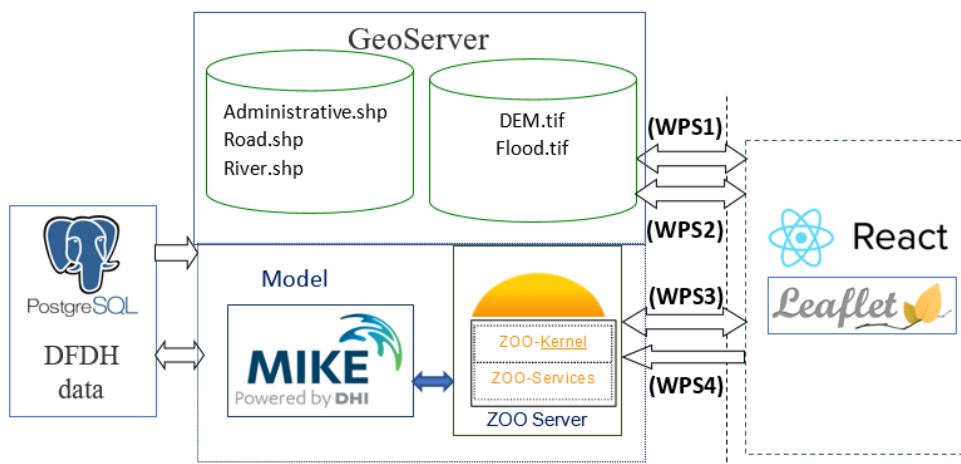 GeoServer
Administrative.shp
Road.shp
River.shp
DEM.tif
Flood.tif
(WPS1)
(WPS2)
React
Leaflet
PostgreSQL
DFDH
data
Model
MIKE
Powered by DHI
ZOO-Kernel
ZOO-Services
ZOO Server
(WPS3)
(WPS4)